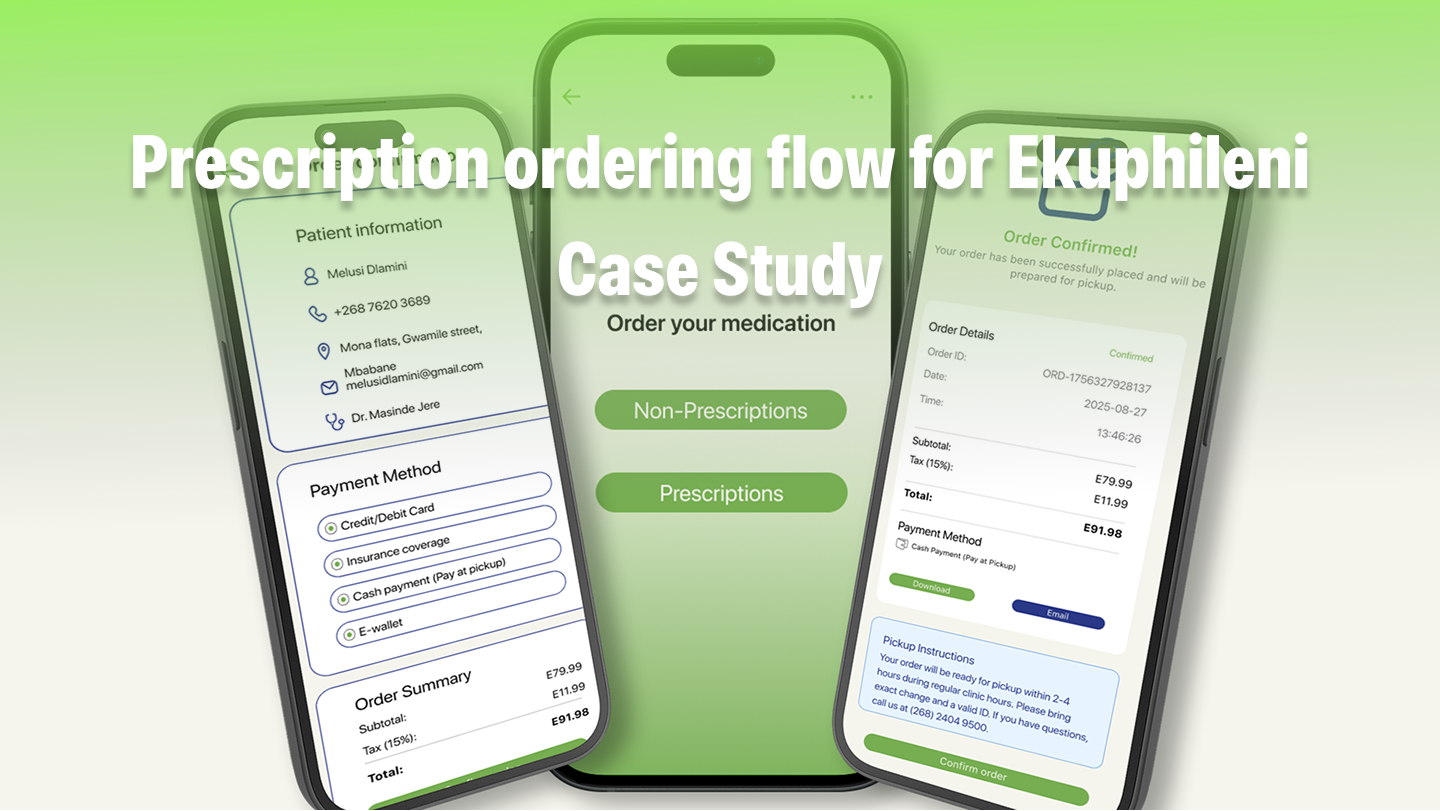 Prescription ordering flow for Ekuphileni
Case Study
Patient information
Melusi Dlamini
+268 7620 3689
Mona flats, Gwamile street,
Mbabane
melusidlamini@gmail.com
Dr. Masinde Jere
Payment Method
Credit/Debit Card
Insurance coverage
Cash payment (Pay at pickup)
E-wallet
Order Summary
Subtotal: E79.99
Tax (15%): E11.99
Total: E91.98
Order your medication
Non-Prescriptions
Prescriptions
Order Confirmed!
Your order has been successfully placed and will be
prepared for pickup.
Order Details
Confirmed
Order ID: ORD-1756327928137
Date: 2025-08-27
Time: 13:46:26
Subtotal: E79.99
Tax (15%): E11.99
Total: E91.98
Payment Method
Cash Payment (Pay at Pickup)
Download
Email
Pickup Instructions
Your order will be ready for pickup within 2-4
hours during regular clinic hours. Please bring
exact change and a valid ID. If you have questions,
call us at (268) 2404 9500.
Confirm order